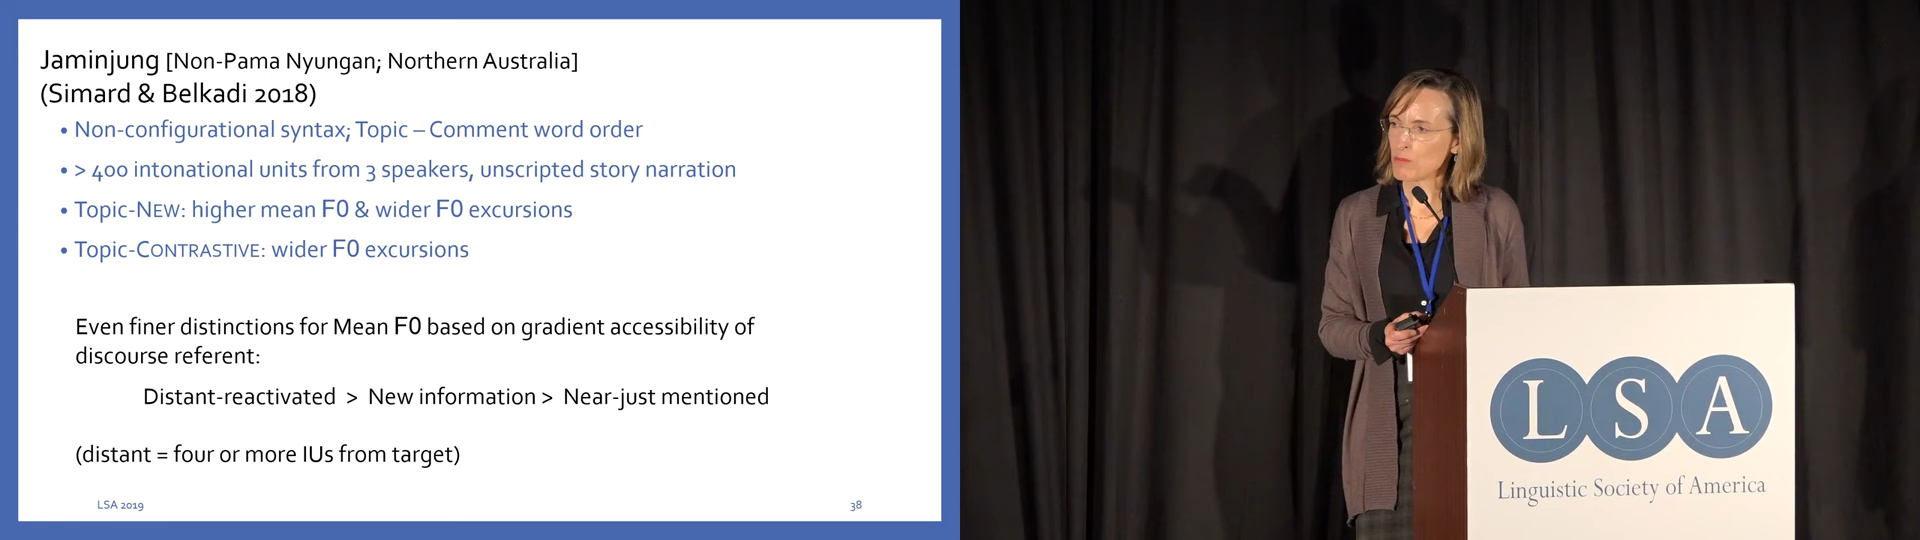 Jaminjung [Non-Pama Nyungan; Northern Australia]
(Simard & Belkadi 2018)
• Non-configurational syntax; Topic – Comment word order
• > 400 intonational units from 3 speakers, unscripted story narration
• Topic-NEW: higher mean F0 & wider F0 excursions
• Topic-CONTRASTIVE: wider F0 excursions
Even finer distinctions for Mean F0 based on gradient accessibility of
discourse referent:
Distant-reactivated > New information > Near-just mentioned
(distant = four or more IUs from target)
LSA 2019
38
LSA
Linguistic Society of America